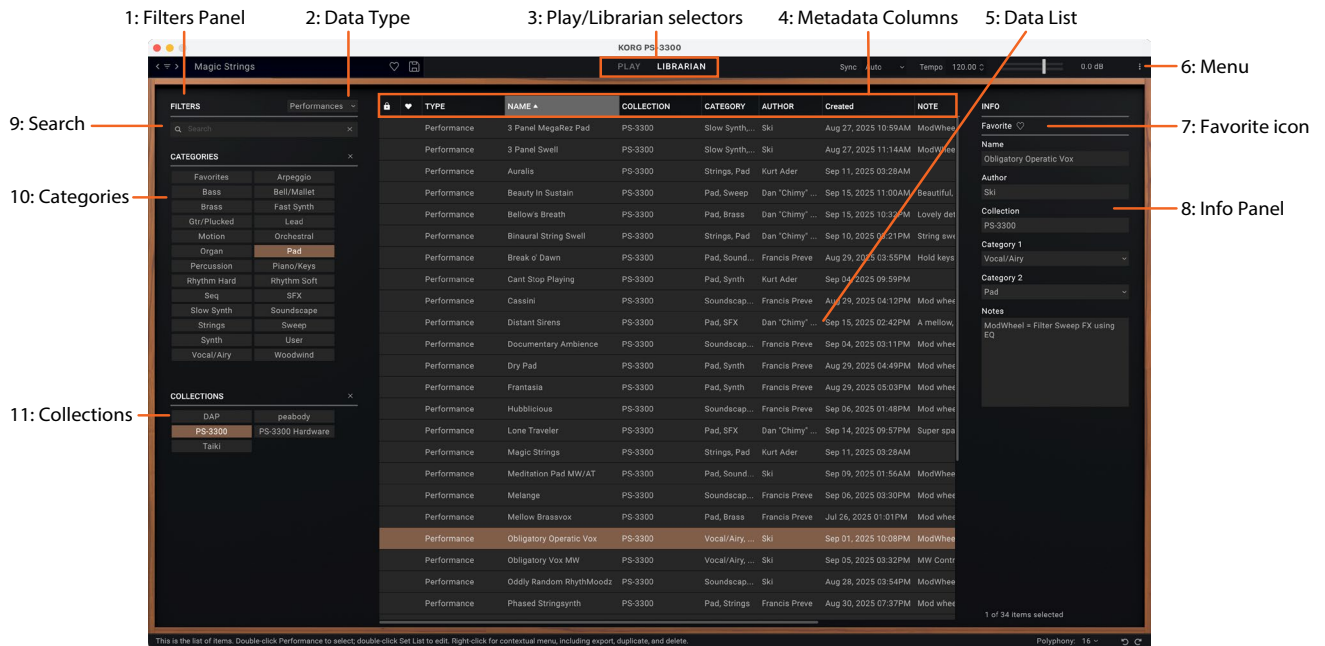 1: Filters Panel
2: Data Type
3: Play/Librarian selectors
4: Metadata Columns
5: Data List
KORG PS-3300
Magic Strings
PLAY LIBRARIAN
Sync Auto Tempo 120.00 0.0 dB
6: Menu
FILTERS Performances
Search
9: Search
CATEGORIES
Favorites Arpeggio
Bass Bell/Mallet
Brass Fast Synth
Gtr/Plucked Lead
Motion Orchestral
Organ Pad
Percussion Piano/Keys
Rhythm Hard Rhythm Soft
Seq SFX
Slow Synth Soundscape
Strings Sweep
Synth User
Vocal/Airy Woodwind
10: Categories
COLLECTIONS
DAP peabody
PS-3300 PS-3300 Hardware
Taiki
11: Collections
TYPE NAME COLLECTION CATEGORY AUTHOR Created NOTE
Performance 3 Panel MegaRez Pad PS-3300 Slow Synth,... Ski Aug 27, 2025 10:59AM ModWhee
Performance 3 Panel Swell PS-3300 Slow Synth,... Ski Aug 27, 2025 11:14AM ModWhee
Performance Auralis PS-3300 Strings, Pad Kurt Ader Sep 11, 2025 03:28AM
Performance Beauty In Sustain PS-3300 Pad, Sweep Dan "Chimy" ... Sep 15, 2025 11:00AM Beautiful,
Performance Bellow's Breath PS-3300 Pad, Brass Dan "Chimy" ... Sep 15, 2025 10:32PM Lovely det
Performance Binaural String Swell PS-3300 Strings, Pad Dan "Chimy" ... Sep 10, 2025 03:21PM String swe
Performance Break o' Dawn PS-3300 Pad, Sound... Francis Preve Aug 29, 2025 03:55PM Hold keys
Performance Cant Stop Playing PS-3300 Pad, Synth Kurt Ader Sep 04, 2025 09:59PM
Performance Cassini PS-3300 Soundscap... Francis Preve Aug 29, 2025 04:12PM Mod whee
Performance Distant Sirens PS-3300 Pad, SFX Dan "Chimy" ... Sep 15, 2025 02:42PM A mellow,
Performance Documentary Ambience PS-3300 Soundscap... Francis Preve Sep 04, 2025 03:11PM Mod whee
Performance Dry Pad PS-3300 Pad, Synth Francis Preve Aug 29, 2025 04:49PM Mod whee
Performance Frantasia PS-3300 Pad, Synth Francis Preve Aug 29, 2025 05:03PM Mod whee
Performance Hubblicious PS-3300 Soundscap... Francis Preve Sep 06, 2025 01:48PM Mod whee
Performance Lone Traveler PS-3300 Pad, SFX Dan "Chimy" ... Sep 14, 2025 09:57PM Super spa
Performance Magic Strings PS-3300 Strings, Pad Kurt Ader Sep 11, 2025 03:28AM
Performance Meditation Pad MW/AT PS-3300 Pad, Sound... Ski Sep 09, 2025 01:56AM ModWhee
Performance Melange PS-3300 Soundscap... Francis Preve Sep 06, 2025 03:30PM Mod whee
Performance Mellow Brassvox PS-3300 Pad, Brass Francis Preve Jul 26, 2025 01:01PM Mod whee
Performance Obligatory Operatic Vox PS-3300 Vocal/Airy, ... Ski Sep 01, 2025 10:08PM ModWhee
Performance Obligatory Vox MW PS-3300 Vocal/Airy, ... Ski Sep 05, 2025 03:32PM MW Contr
Performance Oddly Random RhythMoodz PS-3300 Soundscap... Ski Aug 28, 2025 03:54PM ModWhee
Performance Phased Stringsynth PS-3300 Pad, Strings Francis Preve Aug 30, 2025 07:37PM Mod whee
INFO
Favorite
7: Favorite icon
Name
Obligatory Operatic Vox
Author
Ski
Collection
PS-3300
8: Info Panel
Category 1
Vocal/Airy
Category 2
Pad
Notes
ModWheel = Filter Sweep FX using
EQ
1 of 34 items selected
This is the list of items. Double-click Performance to select; double-click Set List to edit. Right-click for contextual menu, including export, duplicate, and delete.
Polyphony: 16